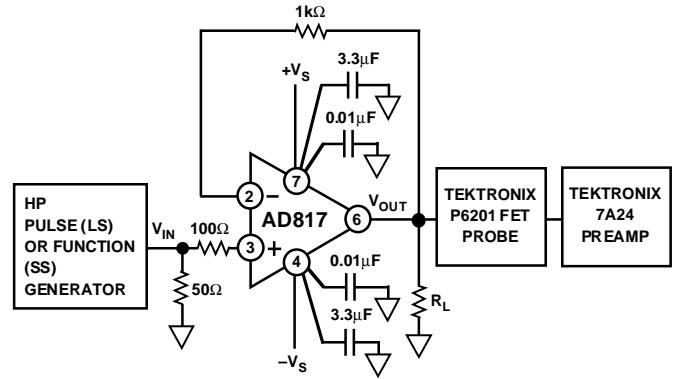 1kΩ
3.3μF
+VS
0.01μF
HP
PULSE (LS)
OR FUNCTION
(SS)
GENERATOR
VIN
100Ω
50Ω
2
3
7
4
6
−
+
AD817
VOUT
TEKTRONIX
P6201 FET
PROBE
TEKTRONIX
7A24
PREAMP
0.01μF
3.3μF
−VS
RL